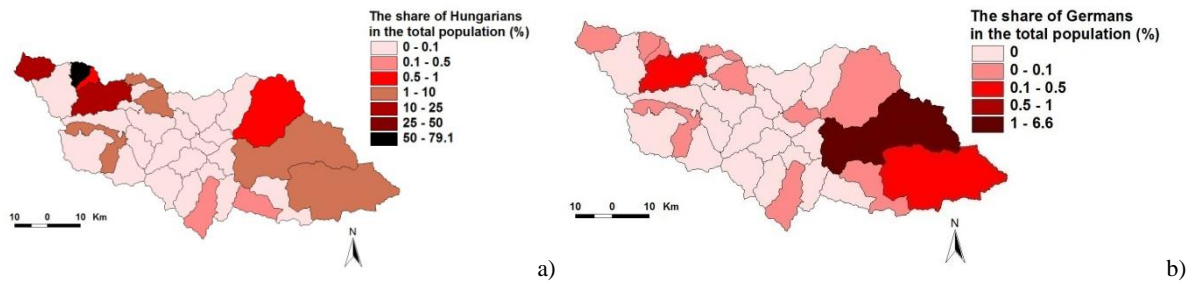 The share of Hungarians
in the total population (%)
0 - 0.1
0.1 - 0.5
0.5 - 1
1 - 10
10 - 25
25 - 50
50 - 79.1
10 0 10 Km
N
a)
The share of Germans
in the total population (%)
0
0 - 0.1
0.1 - 0.5
0.5 - 1
1 - 6.6
10 0 10 Km
N
b)